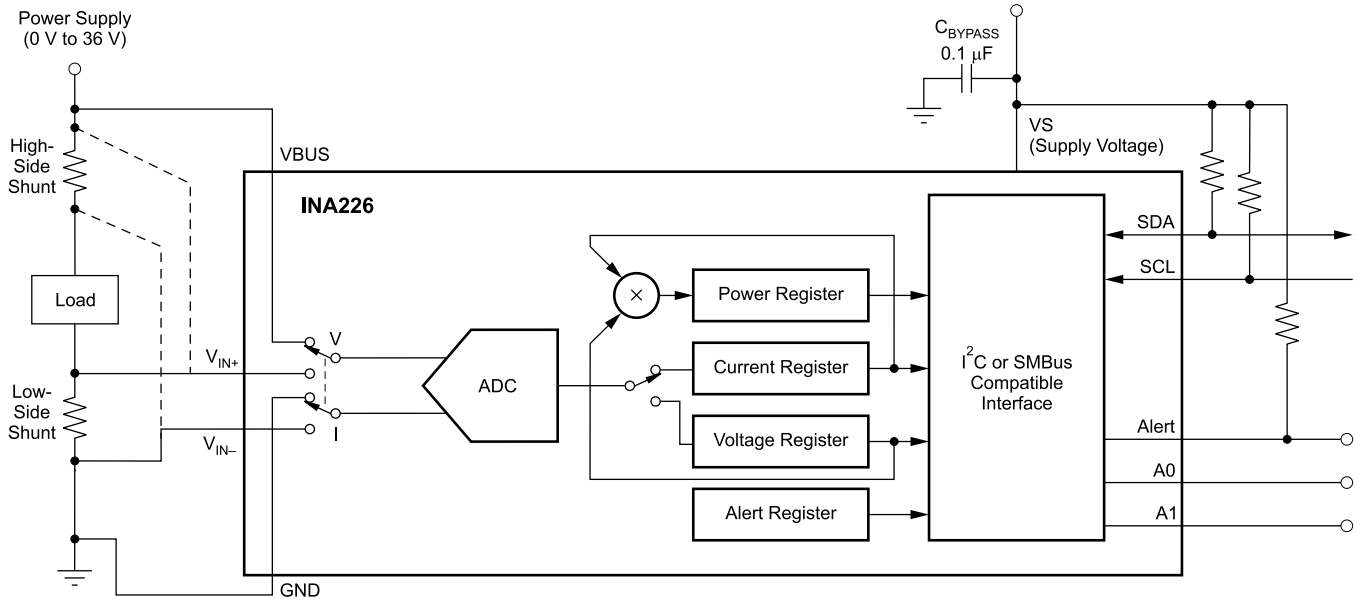 Power Supply
(0 V to 36 V)
C_BYPASS
0.1 μF
VS
(Supply Voltage)
High-
Side
Shunt
VBUS
INA226
SDA
SCL
Power Register
×
Load
V
V_IN+
ADC
Current Register
I²C or SMBus
Compatible
Interface
Low-
Side
Shunt
I
V_IN–
Voltage Register
Alert
A0
Alert Register
A1
GND